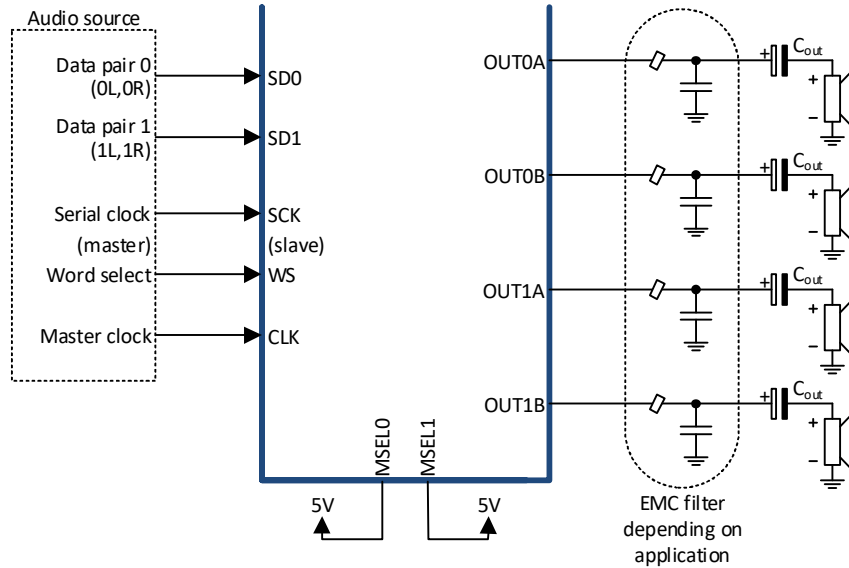 Audio source
Data pair 0
(0L,0R)
Data pair 1
(1L,1R)
Serial clock
(master)
Word select
Master clock
SD0
SD1
SCK
(slave)
WS
CLK
MSEL0
MSEL1
5V
5V
OUT0A
OUT0B
OUT1A
OUT1B
+ Cout
+
−
+ Cout
+
−
+ Cout
+
−
+ Cout
+
−
EMC filter
depending on
application